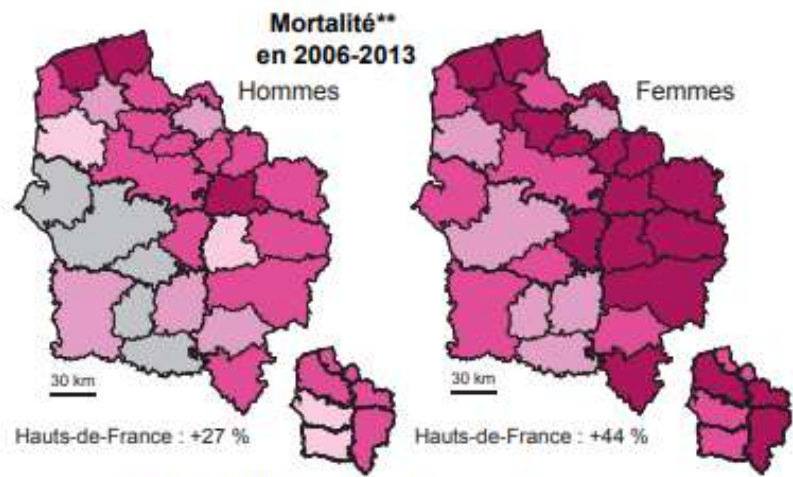 Mortalité**
en 2006-2013
Hommes
Femmes
30 km
30 km
Hauts-de-France : +27 %
Hauts-de-France : +44 %